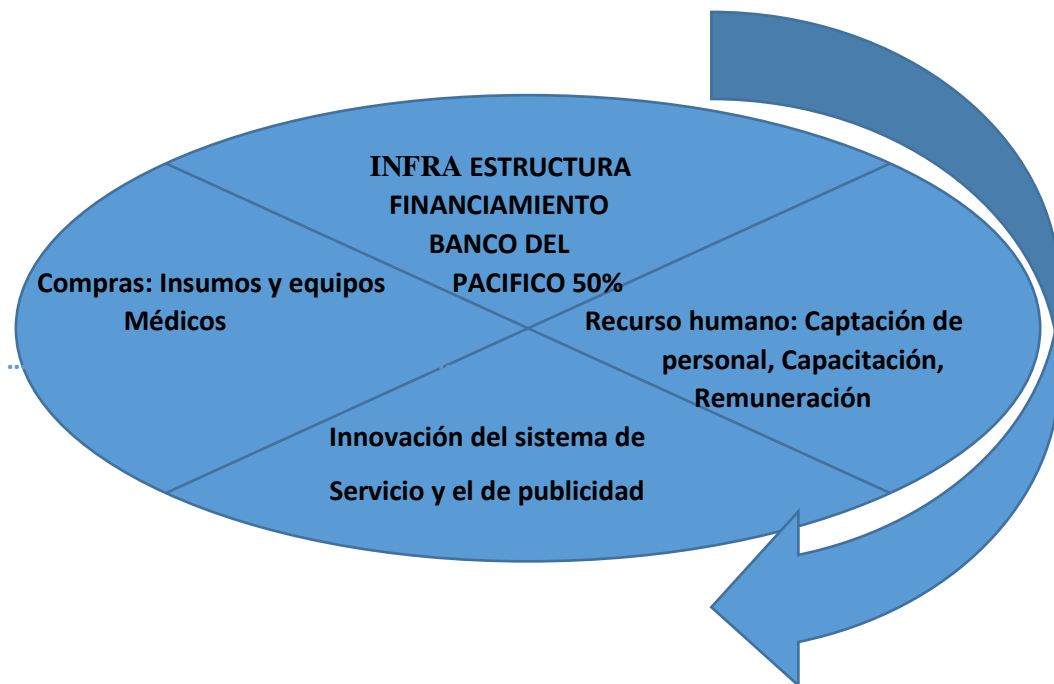 INFRA ESTRUCTURA
FINANCIAMIENTO
BANCO DEL
PACIFICO 50%
Compras: Insumos y equipos
Médicos
Recurso humano: Captación de
personal, Capacitación,
Remuneración
Innovación del sistema de
Servicio y el de publicidad